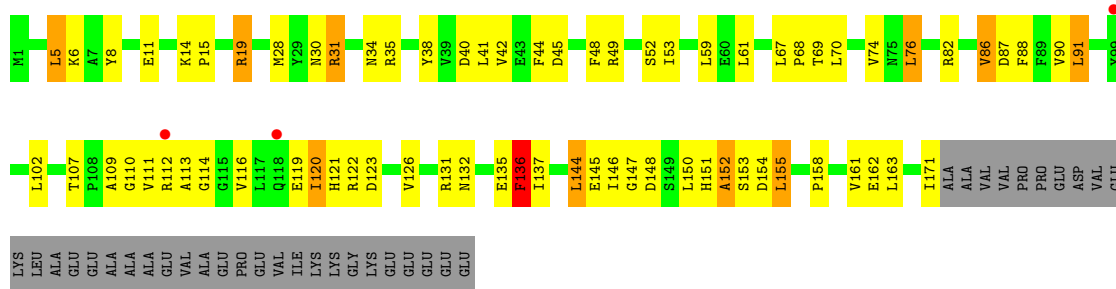 M1 L5 K6 A7 Y8 E11 K14 P15 R19 M28 Y29 N30 R31 N34 R35 Y38 V39 D40 L41 V42 E43 F44 D45 F48 R49 S52 I53 L59 E60 L61 L67 P68 T69 L70 V74 N75 L76 R82 V86 D87 F88 F89 V90 L91 Y99
L102 T107 P108 A109 G110 V111 R112 A113 G114 G115 V116 L117 Q118 E119 I120 H121 R122 D123 V126 R131 N132 E135 F136 I137 L144 E145 I146 G147 D148 S149 L150 H151 A152 S153 D154 L155 P158 V161 E162 L163 I171 ALA ALA VAL VAL PRO PRO GLU ASP VAL GLU
LYS LEU ALA GLU GLU ALA ALA ALA GLU VAL ALA GLU PRO GLU VAL ILE LYS LYS GLY LYS GLU GLU GLU GLU GLU